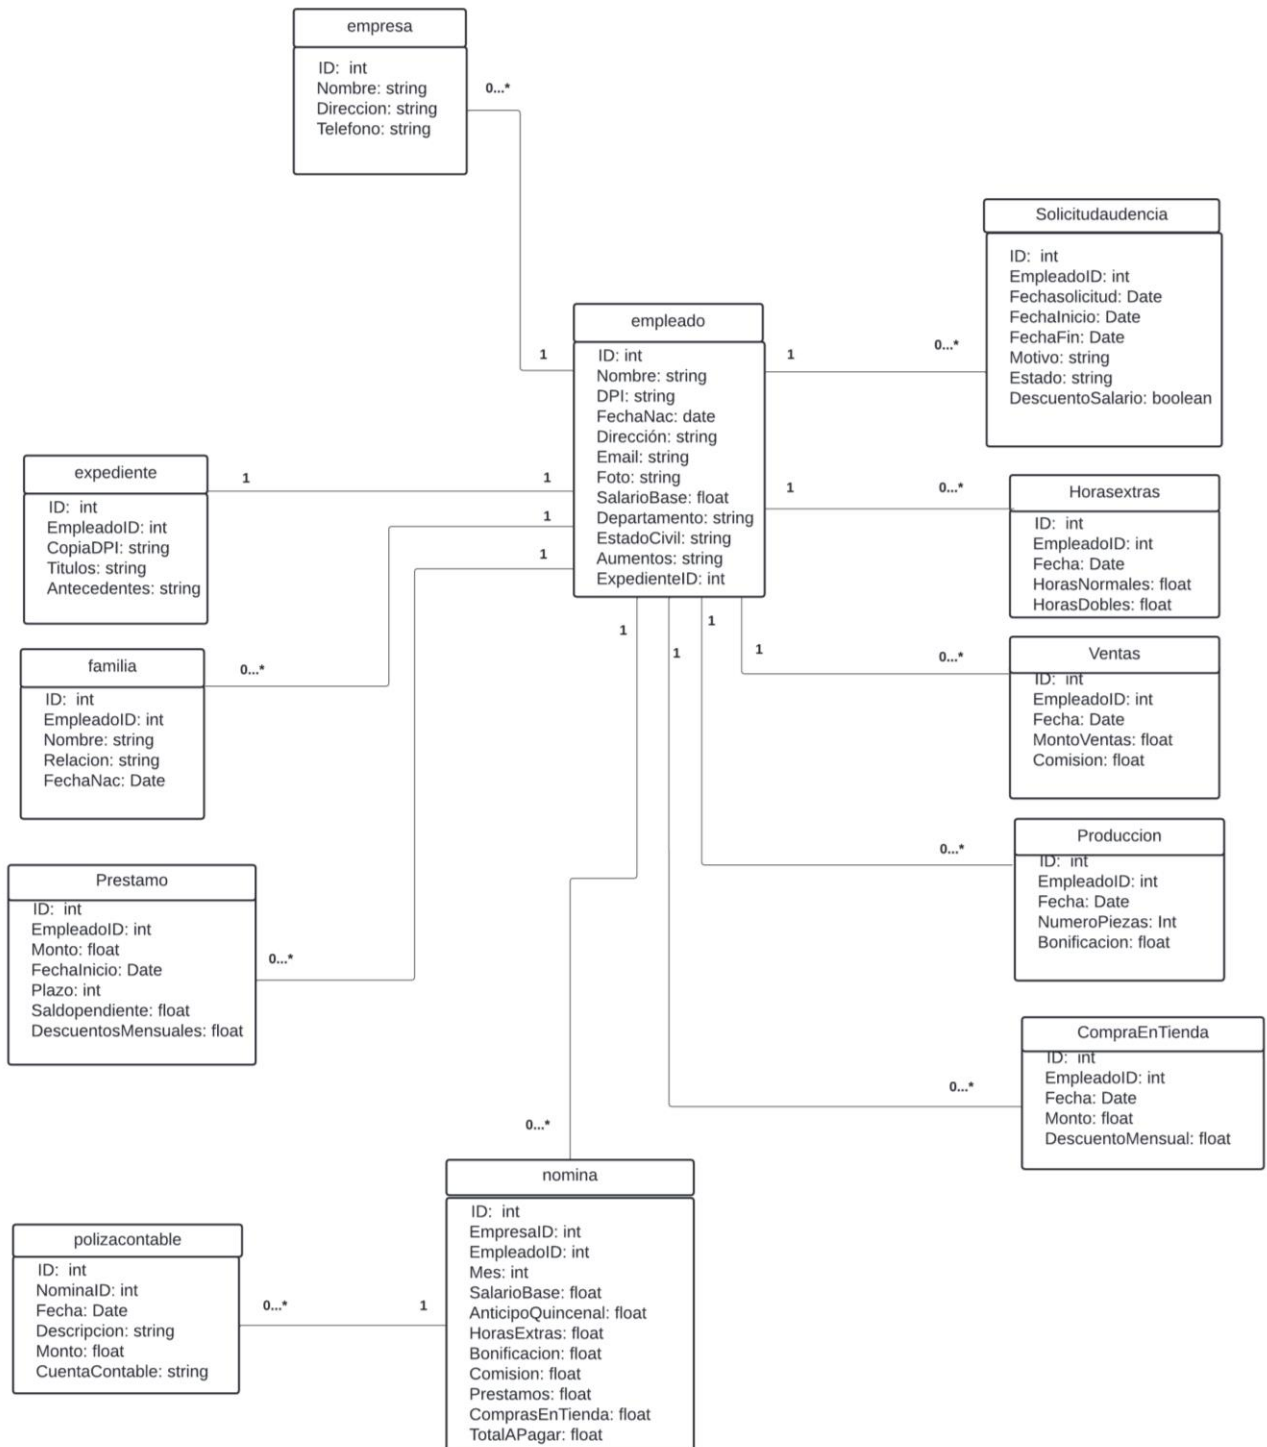 empresa
ID: int
Nombre: string
Direccion: string
Telefono: string
0...*
1
Solicitudaudencia
ID: int
EmpleadoID: int
Fechasolicitud: Date
FechaInicio: Date
FechaFin: Date
Motivo: string
Estado: string
DescuentoSalario: boolean
empleado
ID: int
Nombre: string
DPI: string
FechaNac: date
Dirección: string
Email: string
Foto: string
SalarioBase: float
Departamento: string
EstadoCivil: string
Aumentos: string
ExpedienteID: int
1
0...*
expediente
ID: int
EmpleadoID: int
CopiaDPI: string
Titulos: string
Antecedentes: string
1
1
1
1
1
0...*
Horasextras
ID: int
EmpleadoID: int
Fecha: Date
HorasNormales: float
HorasDobles: float
familia
ID: int
EmpleadoID: int
Nombre: string
Relacion: string
FechaNac: Date
0...*
1
1
1
1
0...*
Ventas
ID: int
EmpleadoID: int
Fecha: Date
MontoVentas: float
Comision: float
Prestamo
ID: int
EmpleadoID: int
Monto: float
FechaInicio: Date
Plazo: int
Saldopendiente: float
DescuentosMensuales: float
0...*
0...*
Produccion
ID: int
EmpleadoID: int
Fecha: Date
NumeroPiezas: Int
Bonificacion: float
0...*
CompraEnTienda
ID: int
EmpleadoID: int
Fecha: Date
Monto: float
DescuentoMensual: float
0...*
nomina
ID: int
EmpresaID: int
EmpleadoID: int
Mes: int
SalarioBase: float
AnticipoQuincenal: float
HorasExtras: float
Bonificacion: float
Comision: float
Prestamos: float
ComprasEnTienda: float
TotalAPagar: float
polizacontable
ID: int
NominaID: int
Fecha: Date
Descripcion: string
Monto: float
CuentaContable: string
0...*
1